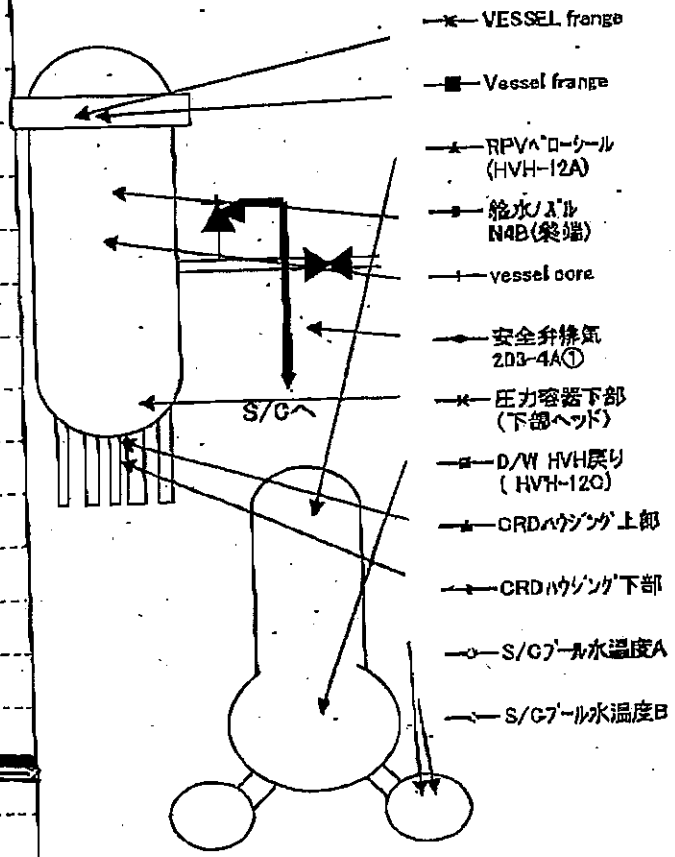 VESSEL frange
Vessel frange
RPVベローシール
(HVH-12A)
給水ノズル
N4B(終端)
vessel core
安全弁排気
203-4A①
圧力容器下部
(下部ヘッド)
D/W HVH戻り
(HVH-12C)
CRDハウジング上部
CRDハウジング下部
S/Cプール水温度A
S/Cプール水温度B
S/Cへ